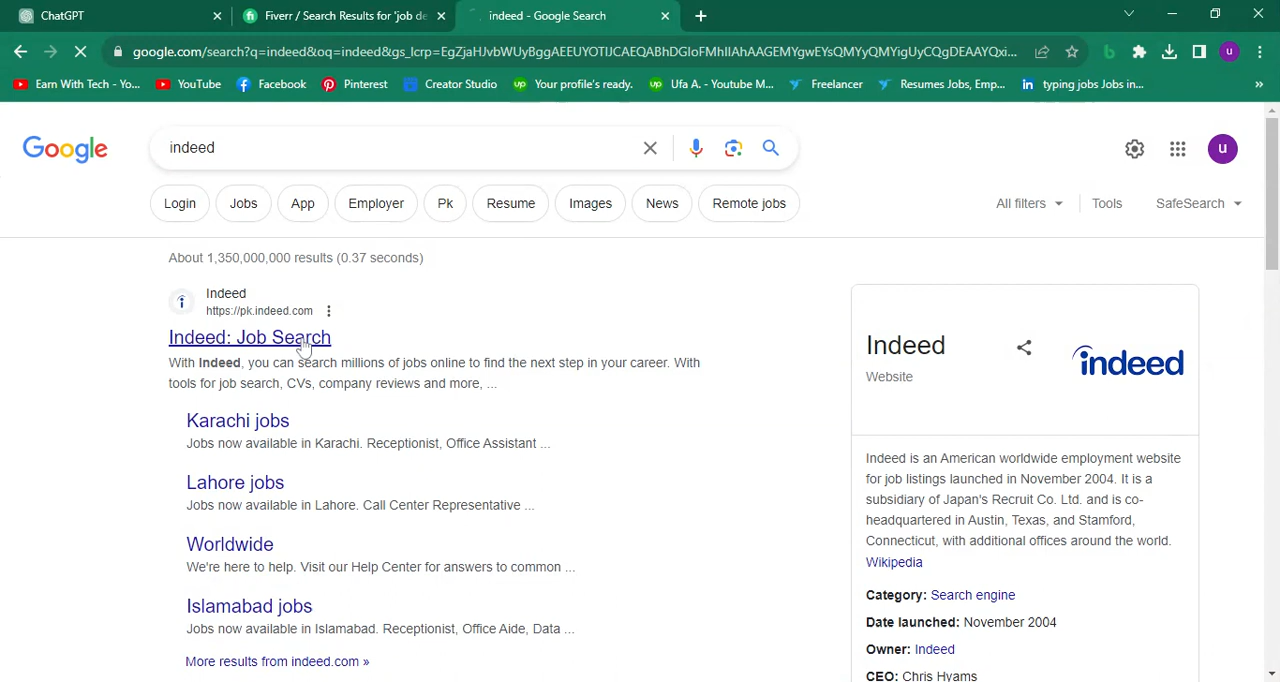 ChatGPT
Fiverr / Search Results for 'job de
indeed - Google Search
google.com/search?q=indeed&oq=indeed&gs_lcrp=EgZjaHJvbWUyBggAEEUYOTIJCAEQABhDGIoFMhIIAhAAGEMYgwEYsQMYyQMYigUyCQgDEAAYQxi...
u
Earn With Tech - Yo...
YouTube
Facebook
Pinterest
Creator Studio
Your profile's ready.
Ufa A. - Youtube M...
Freelancer
Resumes Jobs, Emp...
typing jobs Jobs in...
»
Google
indeed
u
Login
Jobs
App
Employer
Pk
Resume
Images
News
Remote jobs
All filters
Tools
SafeSearch
About 1,350,000,000 results (0.37 seconds)
Indeed
https://pk.indeed.com
Indeed: Job Search
With Indeed, you can search millions of jobs online to find the next step in your career. With
tools for job search, CVs, company reviews and more, ...
Karachi jobs
Jobs now available in Karachi. Receptionist, Office Assistant ...
Lahore jobs
Jobs now available in Lahore. Call Center Representative ...
Worldwide
We're here to help. Visit our Help Center for answers to common ...
Islamabad jobs
Jobs now available in Islamabad. Receptionist, Office Aide, Data ...
More results from indeed.com »
Indeed
Website
indeed
Indeed is an American worldwide employment website
for job listings launched in November 2004. It is a
subsidiary of Japan's Recruit Co. Ltd. and is co-
headquartered in Austin, Texas, and Stamford,
Connecticut, with additional offices around the world.
Wikipedia
Category: Search engine
Date launched: November 2004
Owner: Indeed
CEO: Chris Hyams